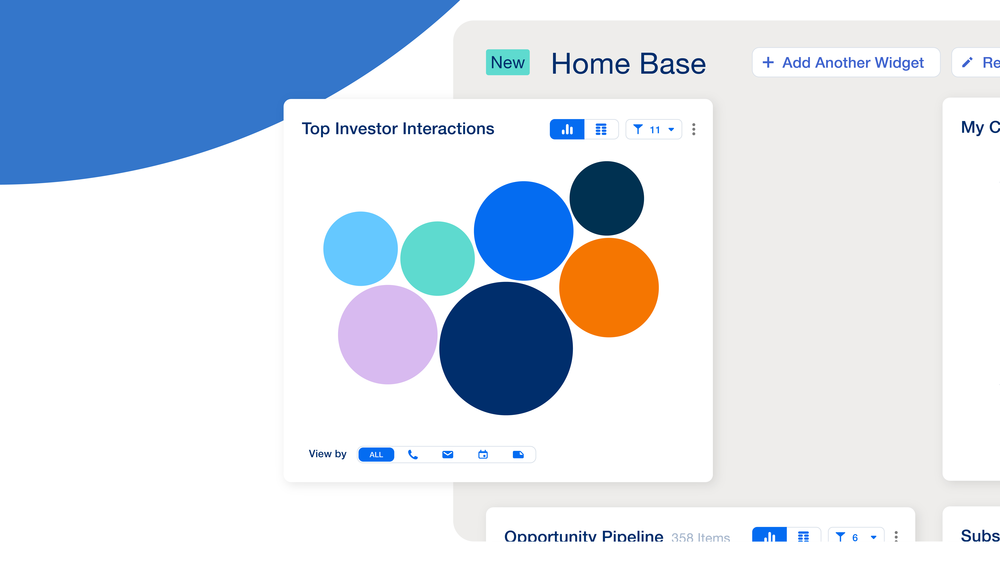 New Home Base
Add Another Widget
Re
Top Investor Interactions
11
My C
View by
ALL
Opportunity Pipeline 358 Items
6
Subs